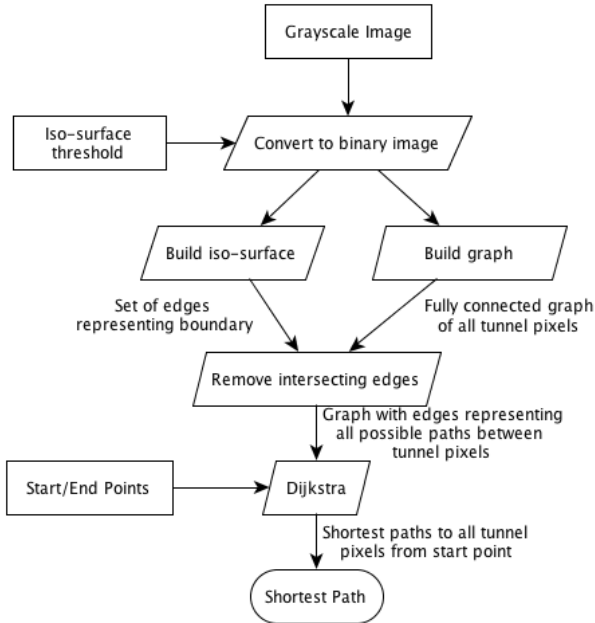 Grayscale Image
Iso-surface
threshold
Convert to binary image
Build iso-surface
Build graph
Set of edges
representing boundary
Fully connected graph
of all tunnel pixels
Remove intersecting edges
Graph with edges representing
all possible paths between
tunnel pixels
Start/End Points
Dijkstra
Shortest paths to all tunnel
pixels from start point
Shortest Path